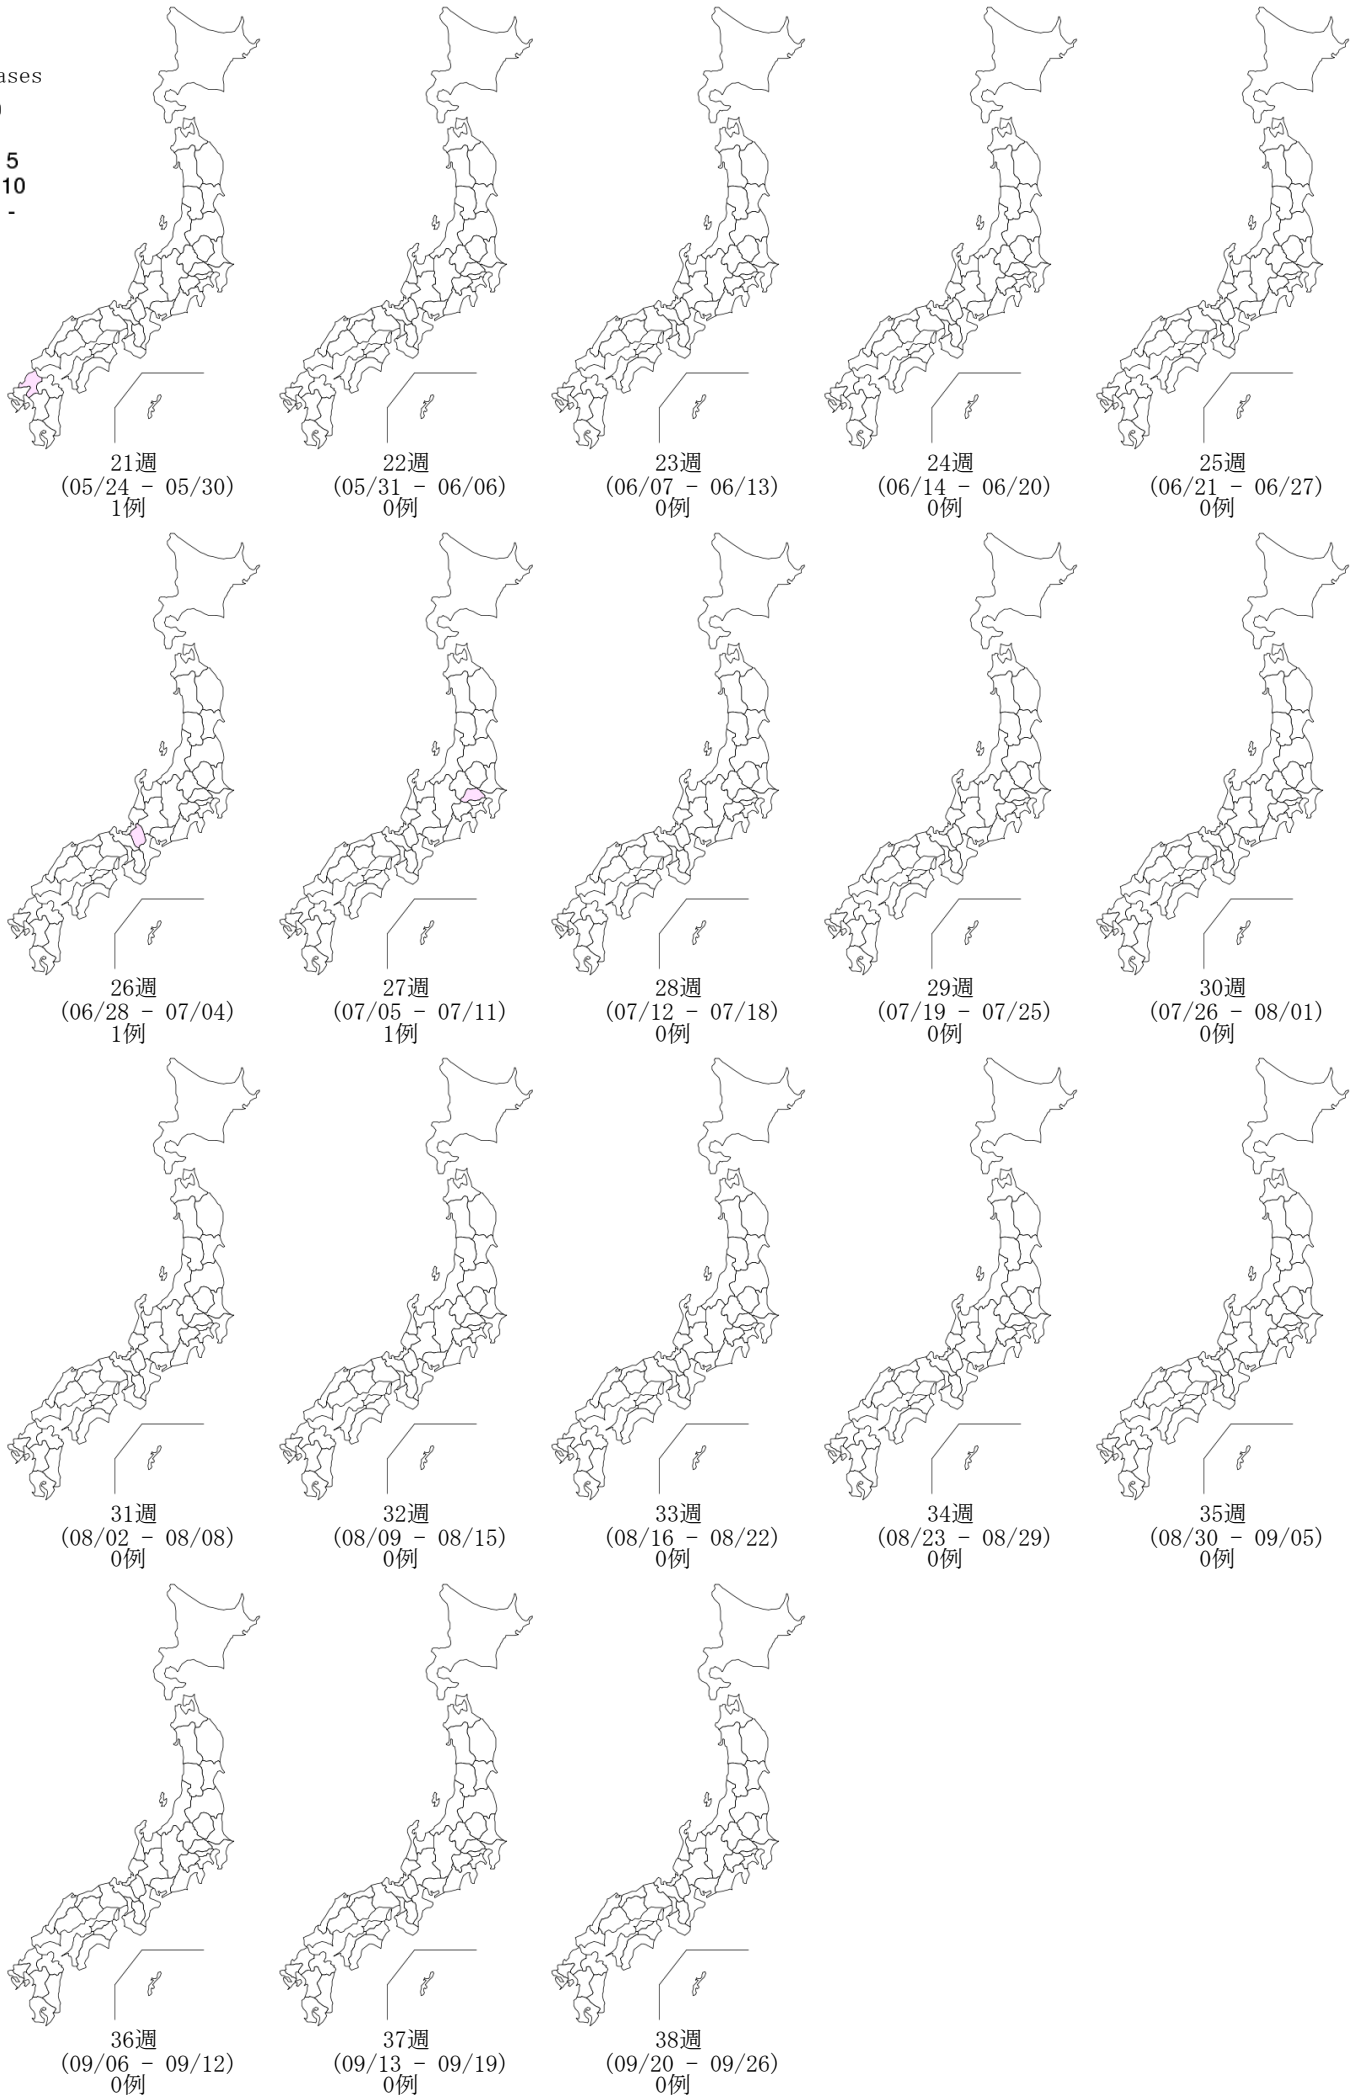 ases
5
10
-
21週
(05/24 - 05/30)
1例
22週
(05/31 - 06/06)
0例
23週
(06/07 - 06/13)
0例
24週
(06/14 - 06/20)
0例
25週
(06/21 - 06/27)
0例
26週
(06/28 - 07/04)
1例
27週
(07/05 - 07/11)
1例
28週
(07/12 - 07/18)
0例
29週
(07/19 - 07/25)
0例
30週
(07/26 - 08/01)
0例
31週
(08/02 - 08/08)
0例
32週
(08/09 - 08/15)
0例
33週
(08/16 - 08/22)
0例
34週
(08/23 - 08/29)
0例
35週
(08/30 - 09/05)
0例
36週
(09/06 - 09/12)
0例
37週
(09/13 - 09/19)
0例
38週
(09/20 - 09/26)
0例